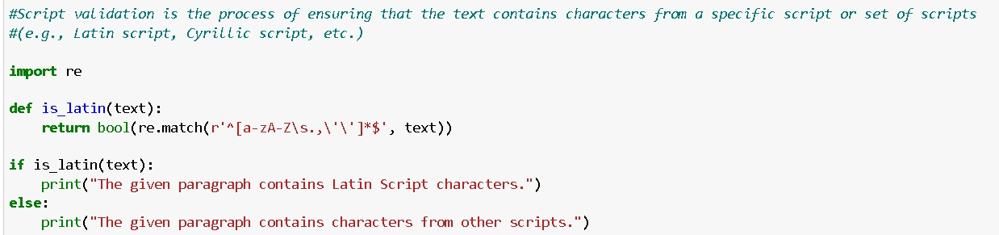 #Script validation is the process of ensuring that the text contains characters from a specific script or set of scripts
#(e.g., Latin script, Cyrillic script, etc.)
import re
def is_latin(text):
    return bool(re.match(r'^[a-zA-Z\s.,\'\']*$', text))
if is_latin(text):
    print("The given paragraph contains Latin Script characters.")
else:
    print("The given paragraph contains characters from other scripts.")